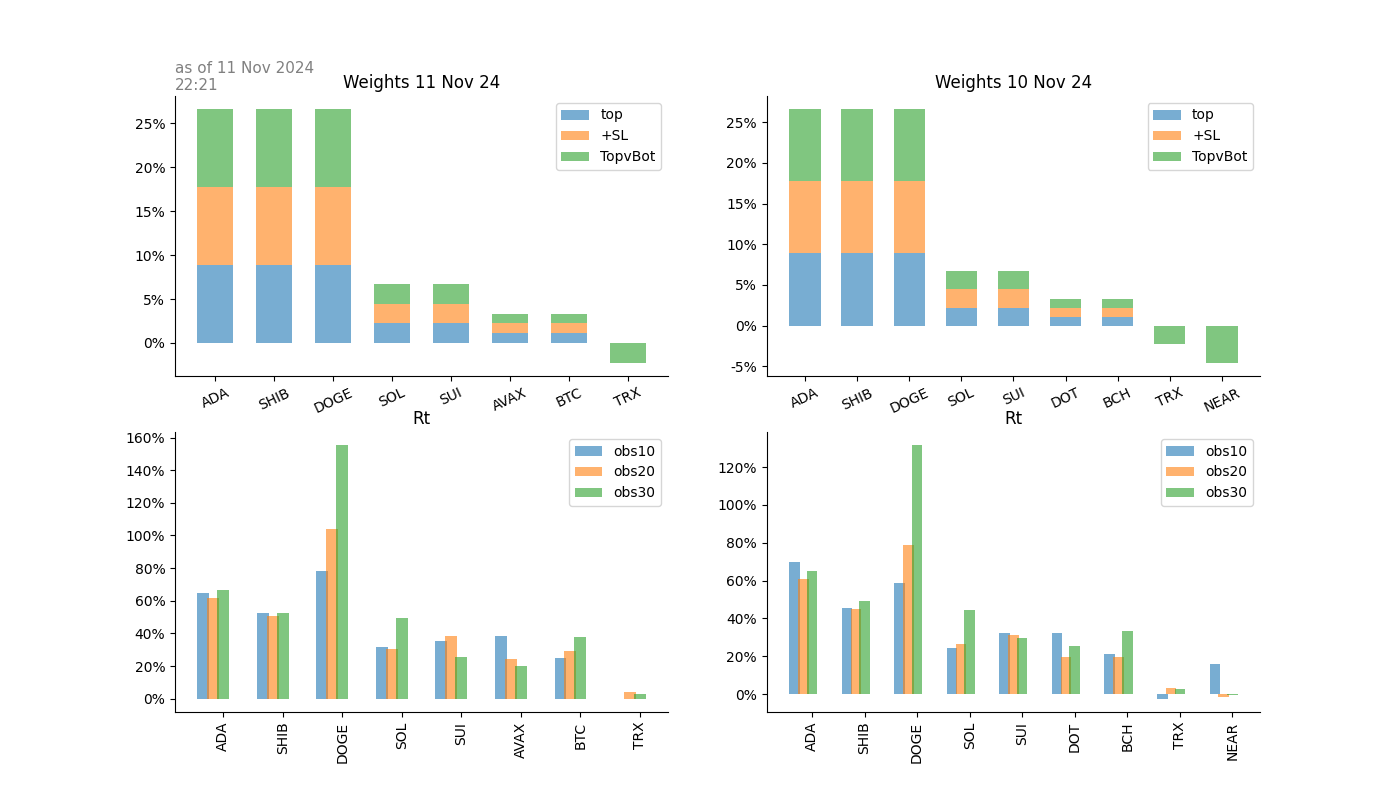 as of 11 Nov 2024
22:21
Weights 11 Nov 24
25%
20%
15%
10%
5%
0%
top
+SL
TopvBot
ADA SHIB DOGE SOL SUI AVAX BTC TRX
Weights 10 Nov 24
25%
20%
15%
10%
5%
0%
-5%
top
+SL
TopvBot
ADA SHIB DOGE SOL SUI DOT BCH TRX NEAR
Rt
160%
140%
120%
100%
80%
60%
40%
20%
0%
obs10
obs20
obs30
ADA SHIB DOGE SOL SUI AVAX BTC TRX
Rt
120%
100%
80%
60%
40%
20%
0%
obs10
obs20
obs30
ADA SHIB DOGE SOL SUI DOT BCH TRX NEAR